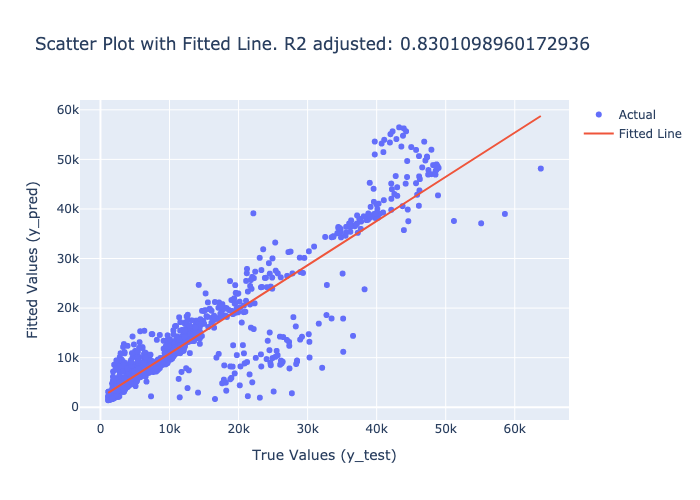 Scatter Plot with Fitted Line. R2 adjusted: 0.8301098960172936
60k
50k
40k
30k
20k
10k
0
Fitted Values (y_pred)
0
10k
20k
30k
40k
50k
60k
True Values (y_test)
Actual
Fitted Line